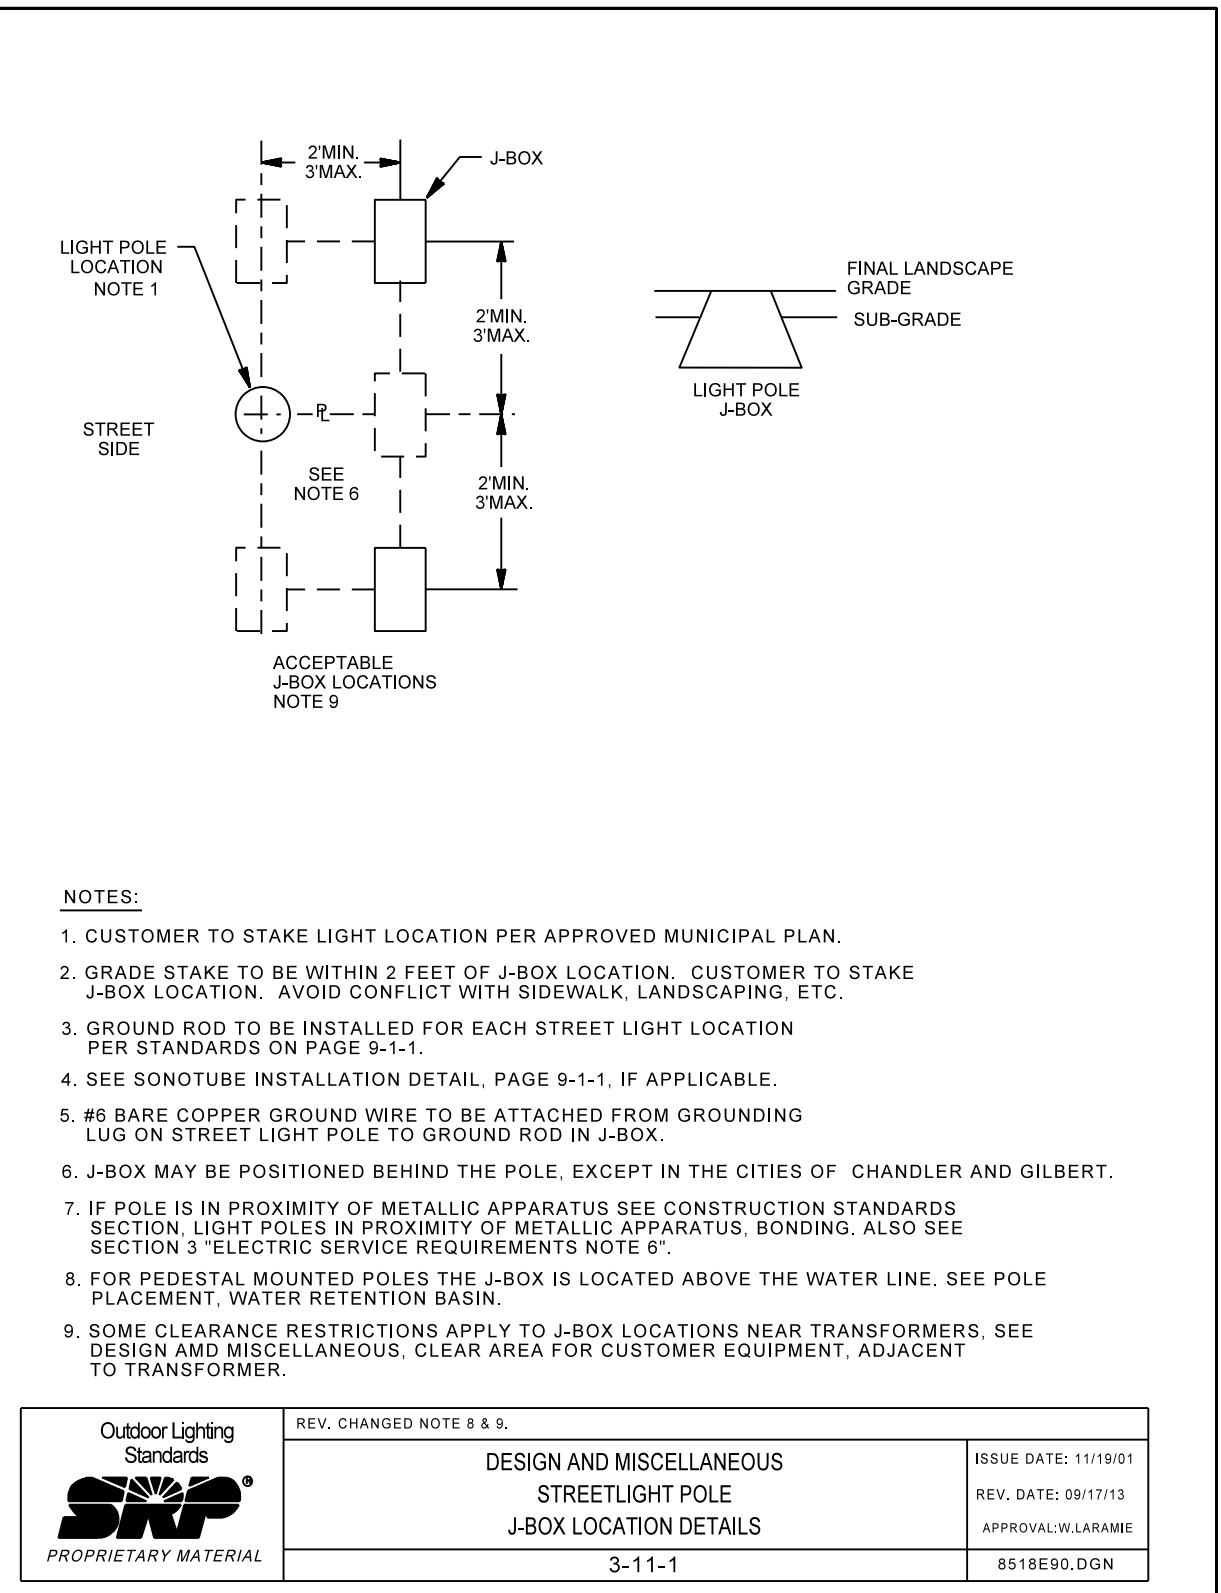 2'MIN.
3'MAX.
J-BOX
LIGHT POLE
LOCATION
NOTE 1
FINAL LANDSCAPE
GRADE
SUB-GRADE
2'MIN.
3'MAX.
LIGHT POLE
J-BOX
PL
STREET
SIDE
SEE
NOTE 6
2'MIN.
3'MAX.
ACCEPTABLE
J-BOX LOCATIONS
NOTE 9
NOTES:
1. CUSTOMER TO STAKE LIGHT LOCATION PER APPROVED MUNICIPAL PLAN.
2. GRADE STAKE TO BE WITHIN 2 FEET OF J-BOX LOCATION. CUSTOMER TO STAKE
J-BOX LOCATION. AVOID CONFLICT WITH SIDEWALK, LANDSCAPING, ETC.
3. GROUND ROD TO BE INSTALLED FOR EACH STREET LIGHT LOCATION
PER STANDARDS ON PAGE 9-1-1.
4. SEE SONOTUBE INSTALLATION DETAIL, PAGE 9-1-1, IF APPLICABLE.
5. #6 BARE COPPER GROUND WIRE TO BE ATTACHED FROM GROUNDING
LUG ON STREET LIGHT POLE TO GROUND ROD IN J-BOX.
6. J-BOX MAY BE POSITIONED BEHIND THE POLE, EXCEPT IN THE CITIES OF CHANDLER AND GILBERT.
7. IF POLE IS IN PROXIMITY OF METALLIC APPARATUS SEE CONSTRUCTION STANDARDS
SECTION, LIGHT POLES IN PROXIMITY OF METALLIC APPARATUS, BONDING. ALSO SEE
SECTION 3 "ELECTRIC SERVICE REQUIREMENTS NOTE 6".
8. FOR PEDESTAL MOUNTED POLES THE J-BOX IS LOCATED ABOVE THE WATER LINE. SEE POLE
PLACEMENT, WATER RETENTION BASIN.
9. SOME CLEARANCE RESTRICTIONS APPLY TO J-BOX LOCATIONS NEAR TRANSFORMERS, SEE
DESIGN AMD MISCELLANEOUS, CLEAR AREA FOR CUSTOMER EQUIPMENT, ADJACENT
TO TRANSFORMER.
Outdoor Lighting
Standards
SRP®
PROPRIETARY MATERIAL
REV. CHANGED NOTE 8 & 9.
DESIGN AND MISCELLANEOUS
STREETLIGHT POLE
J-BOX LOCATION DETAILS
3-11-1
ISSUE DATE: 11/19/01
REV. DATE: 09/17/13
APPROVAL:W.LARAMIE
8518E90.DGN